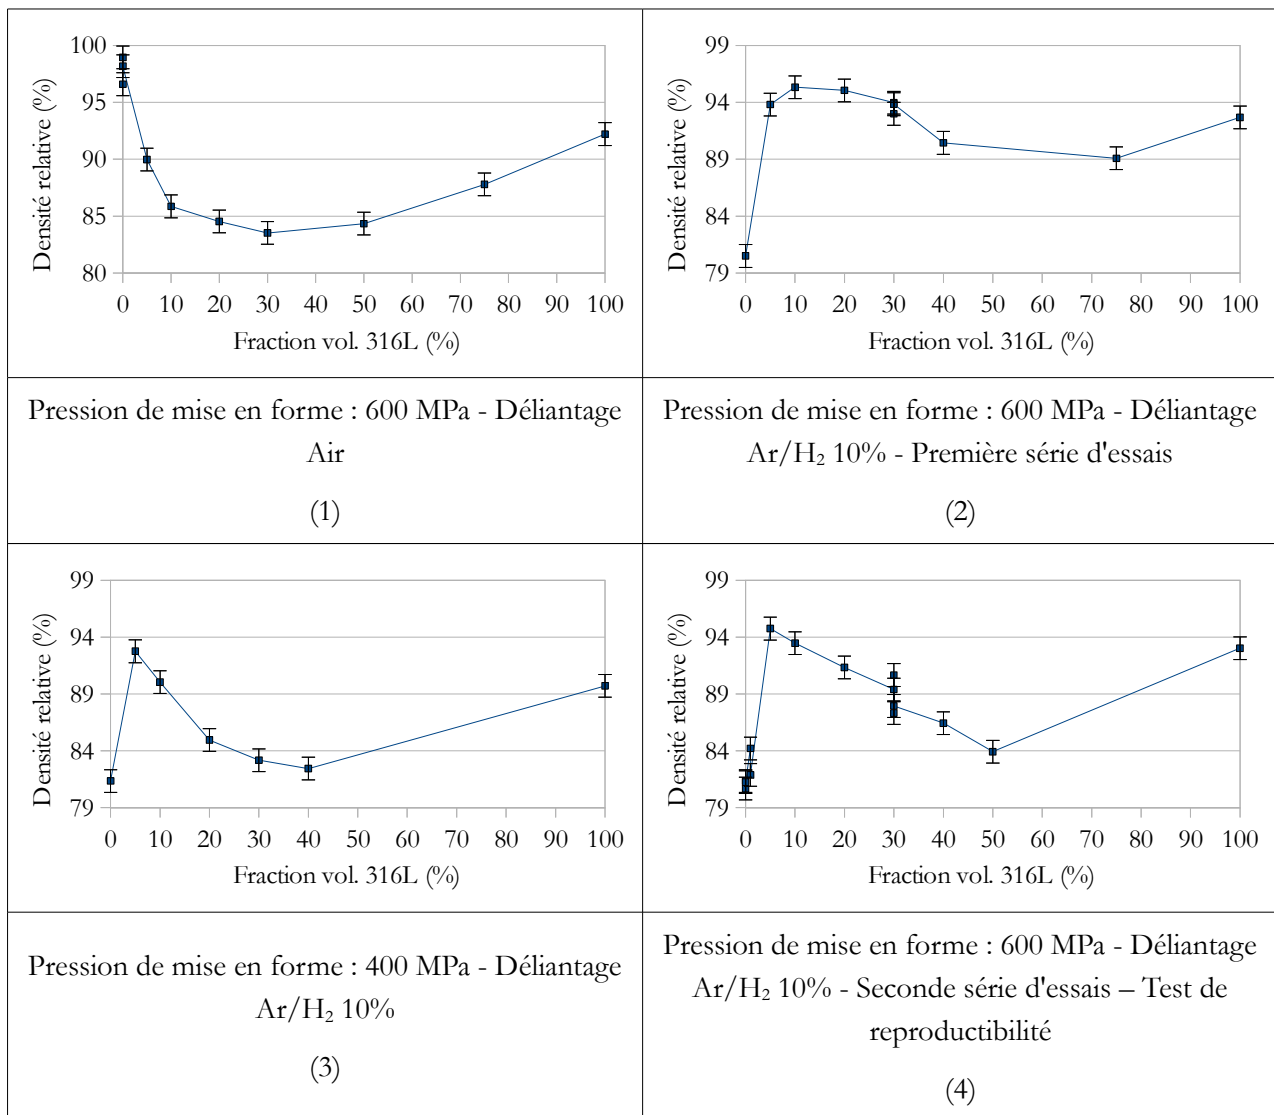 100
95
90
85
80
Densité relative (%)
0 10 20 30 40 50 60 70 80 90 100
Fraction vol. 316L (%)
99
94
89
84
79
Densité relative (%)
0 10 20 30 40 50 60 70 80 90 100
Fraction vol. 316L (%)
Pression de mise en forme : 600 MPa - Déliantage
Air
(1)
Pression de mise en forme : 600 MPa - Déliantage
Ar/H₂ 10% - Première série d'essais
(2)
99
94
89
84
79
Densité relative (%)
0 10 20 30 40 50 60 70 80 90 100
Fraction vol. 316L (%)
99
94
89
84
79
Densité relative (%)
0 10 20 30 40 50 60 70 80 90 100
Fraction vol. 316L (%)
Pression de mise en forme : 400 MPa - Déliantage
Ar/H₂ 10%
(3)
Pression de mise en forme : 600 MPa - Déliantage
Ar/H₂ 10% - Seconde série d'essais – Test de
reproductibilité
(4)